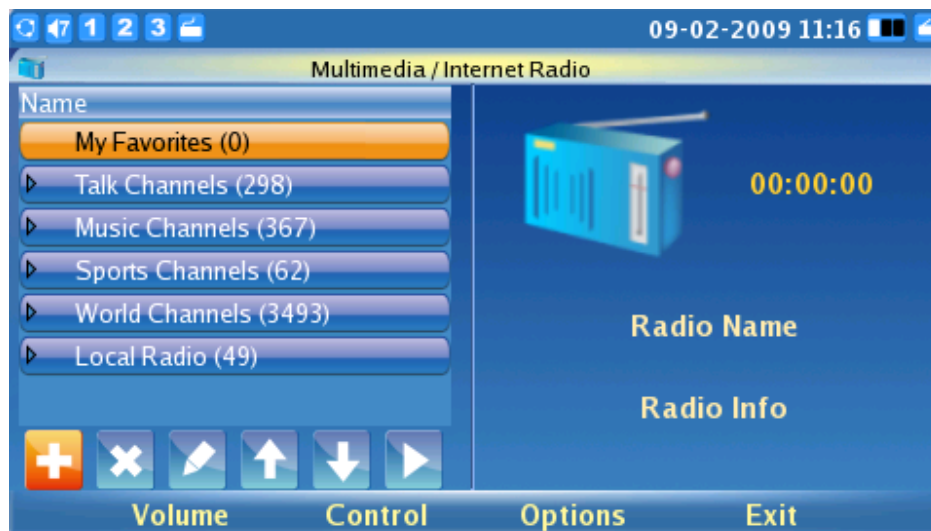 7 1 2 3 09-02-2009 11:16
Multimedia / Internet Radio
Name
My Favorites (0)
Talk Channels (298)
Music Channels (367)
Sports Channels (62)
World Channels (3493)
Local Radio (49)
00:00:00
Radio Name
Radio Info
Volume Control Options Exit